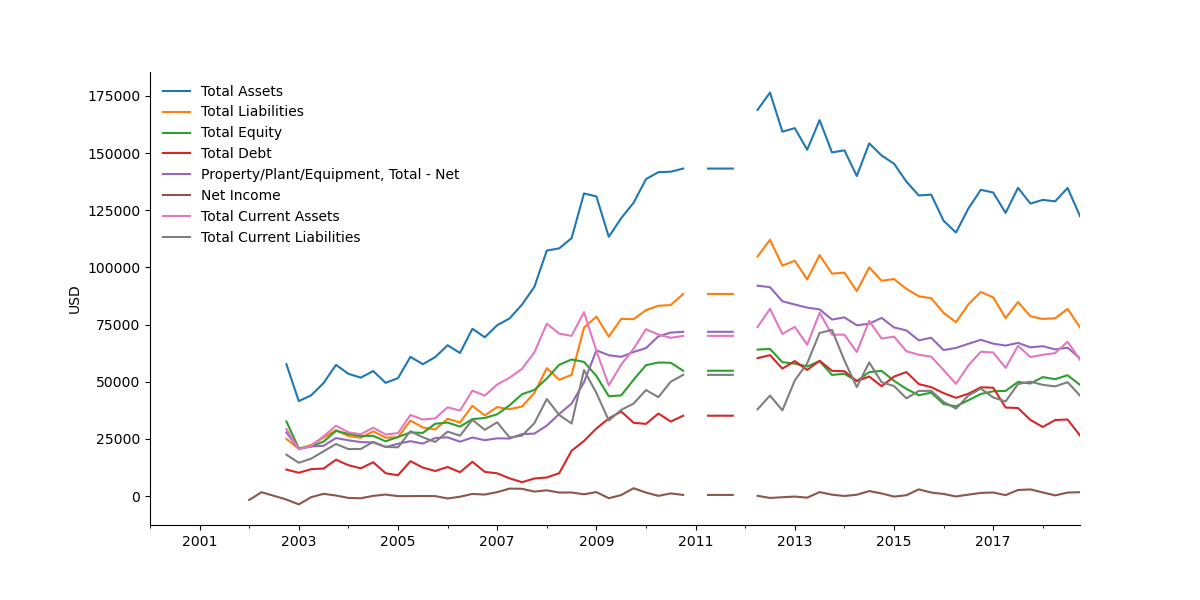 175000
150000
125000
100000
75000
50000
25000
0
USD
Total Assets
Total Liabilities
Total Equity
Total Debt
Property/Plant/Equipment, Total - Net
Net Income
Total Current Assets
Total Current Liabilities
2001 2003 2005 2007 2009 2011 2013 2015 2017